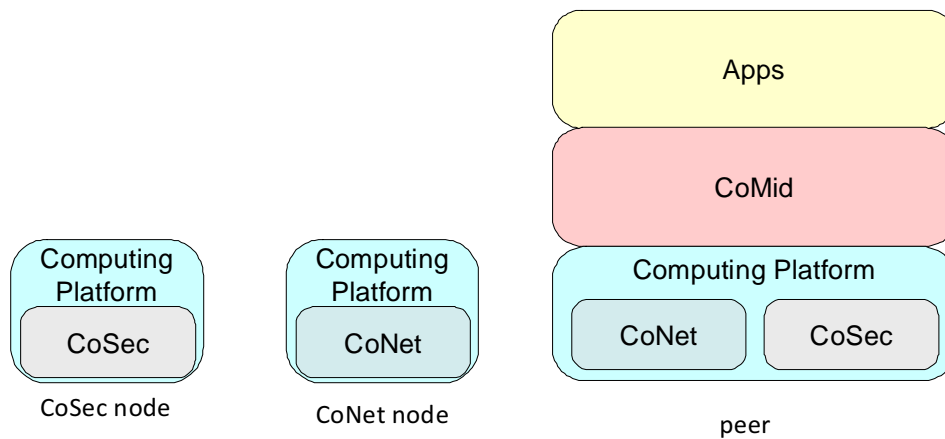 Apps
CoMid
Computing
Platform
CoSec
CoSec node
Computing
Platform
CoNet
CoNet node
Computing Platform
CoNet
CoSec
peer